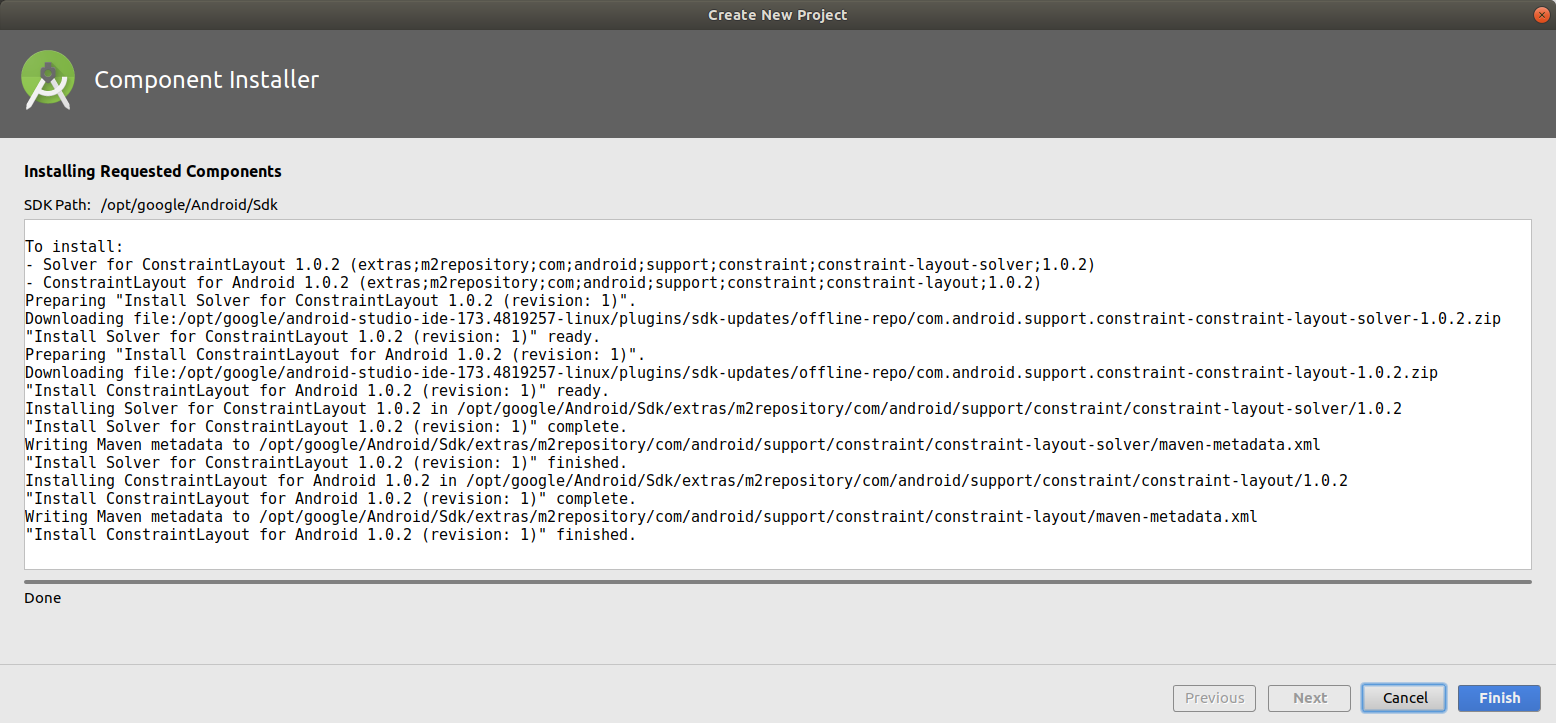 Create New Project
Component Installer
Installing Requested Components
SDK Path: /opt/google/Android/Sdk
To install:
- Solver for ConstraintLayout 1.0.2 (extras;m2repository;com;android;support;constraint;constraint-layout-solver;1.0.2)
- ConstraintLayout for Android 1.0.2 (extras;m2repository;com;android;support;constraint;constraint-layout;1.0.2)
Preparing "Install Solver for ConstraintLayout 1.0.2 (revision: 1)".
Downloading file:/opt/google/android-studio-ide-173.4819257-linux/plugins/sdk-updates/offline-repo/com.android.support.constraint-constraint-layout-solver-1.0.2.zip
"Install Solver for ConstraintLayout 1.0.2 (revision: 1)" ready.
Preparing "Install ConstraintLayout for Android 1.0.2 (revision: 1)".
Downloading file:/opt/google/android-studio-ide-173.4819257-linux/plugins/sdk-updates/offline-repo/com.android.support.constraint-constraint-layout-1.0.2.zip
"Install ConstraintLayout for Android 1.0.2 (revision: 1)" ready.
Installing Solver for ConstraintLayout 1.0.2 in /opt/google/Android/Sdk/extras/m2repository/com/android/support/constraint/constraint-layout-solver/1.0.2
"Install Solver for ConstraintLayout 1.0.2 (revision: 1)" complete.
Writing Maven metadata to /opt/google/Android/Sdk/extras/m2repository/com/android/support/constraint/constraint-layout-solver/maven-metadata.xml
"Install Solver for ConstraintLayout 1.0.2 (revision: 1)" finished.
Installing ConstraintLayout for Android 1.0.2 in /opt/google/Android/Sdk/extras/m2repository/com/android/support/constraint/constraint-layout/1.0.2
"Install ConstraintLayout for Android 1.0.2 (revision: 1)" complete.
Writing Maven metadata to /opt/google/Android/Sdk/extras/m2repository/com/android/support/constraint/constraint-layout/maven-metadata.xml
"Install ConstraintLayout for Android 1.0.2 (revision: 1)" finished.
Done
Previous Next Cancel Finish